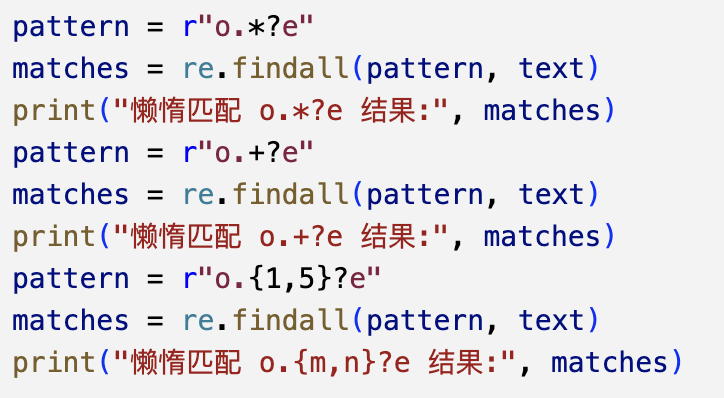 pattern = r"o.*?e"
matches = re.findall(pattern, text)
print("懒惰匹配 o.*?e 结果:", matches)
pattern = r"o.+?e"
matches = re.findall(pattern, text)
print("懒惰匹配 o.+?e 结果:", matches)
pattern = r"o.{1,5}?e"
matches = re.findall(pattern, text)
print("懒惰匹配 o.{m,n}?e 结果:", matches)